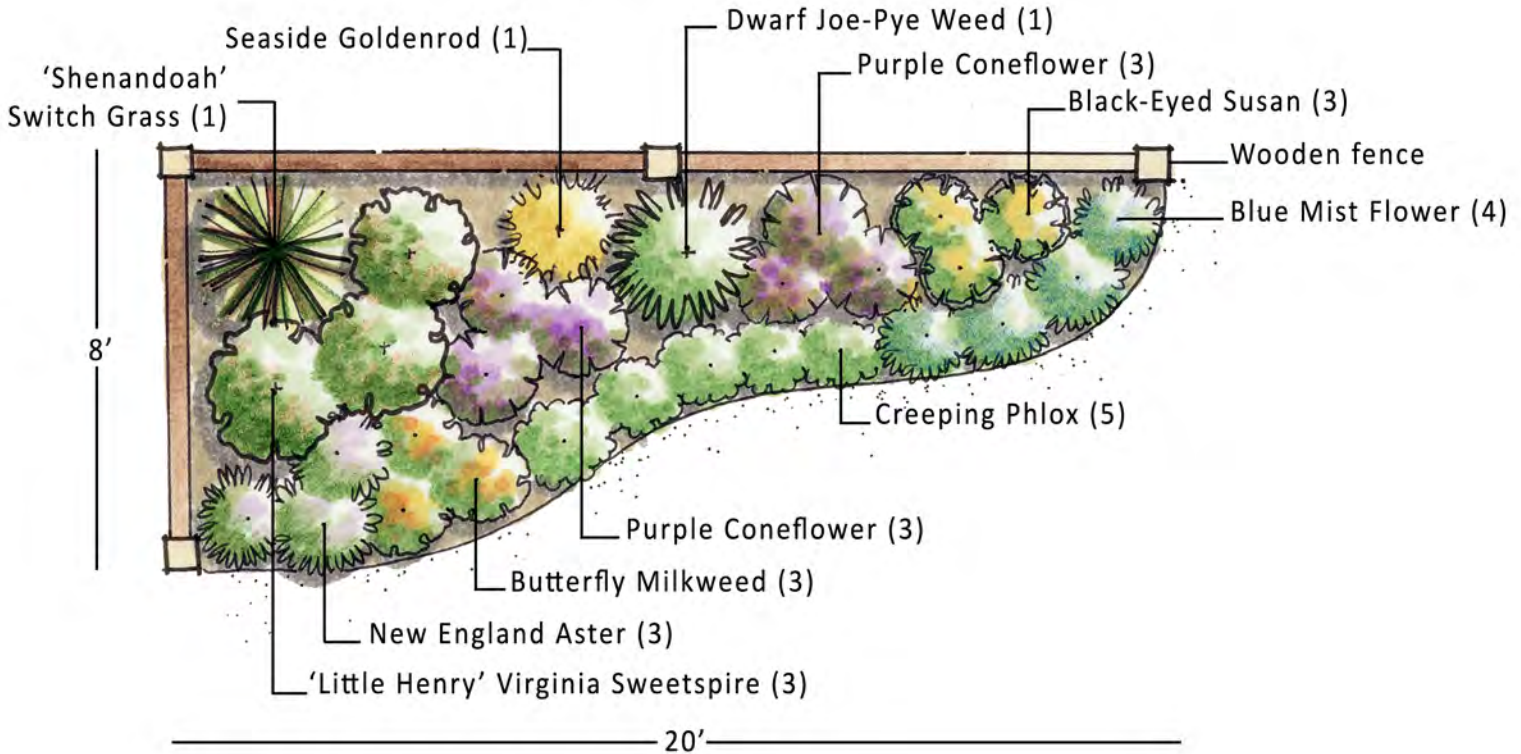 Dwarf Joe-Pye Weed (1)
Seaside Goldenrod (1)
Purple Coneflower (3)
‘Shenandoah’
Switch Grass (1)
Black-Eyed Susan (3)
Wooden fence
Blue Mist Flower (4)
8’
Creeping Phlox (5)
Purple Coneflower (3)
Butterfly Milkweed (3)
New England Aster (3)
‘Little Henry’ Virginia Sweetspire (3)
20’